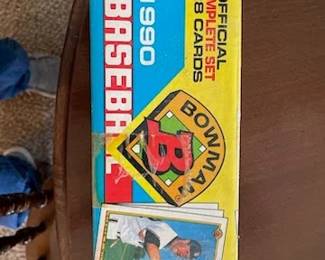 1990
BASEBALL
BOWMAN
B
OFFICIAL
COMPLETE SET
8 CARDS